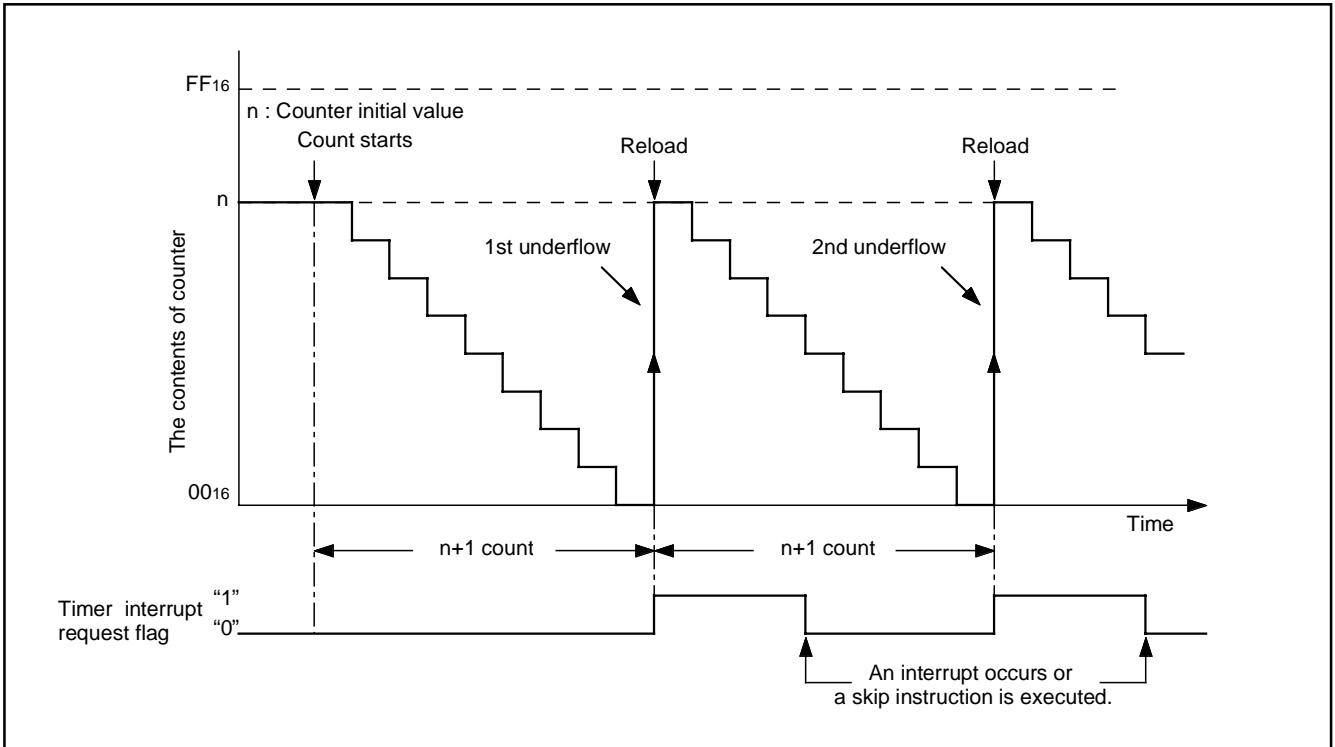 FF16
n : Counter initial value
Count starts
Reload
Reload
n
1st underflow
2nd underflow
The contents of counter
0016
Time
n+1 count
n+1 count
Timer interrupt
request flag
“1”
“0”
An interrupt occurs or
a skip instruction is executed.